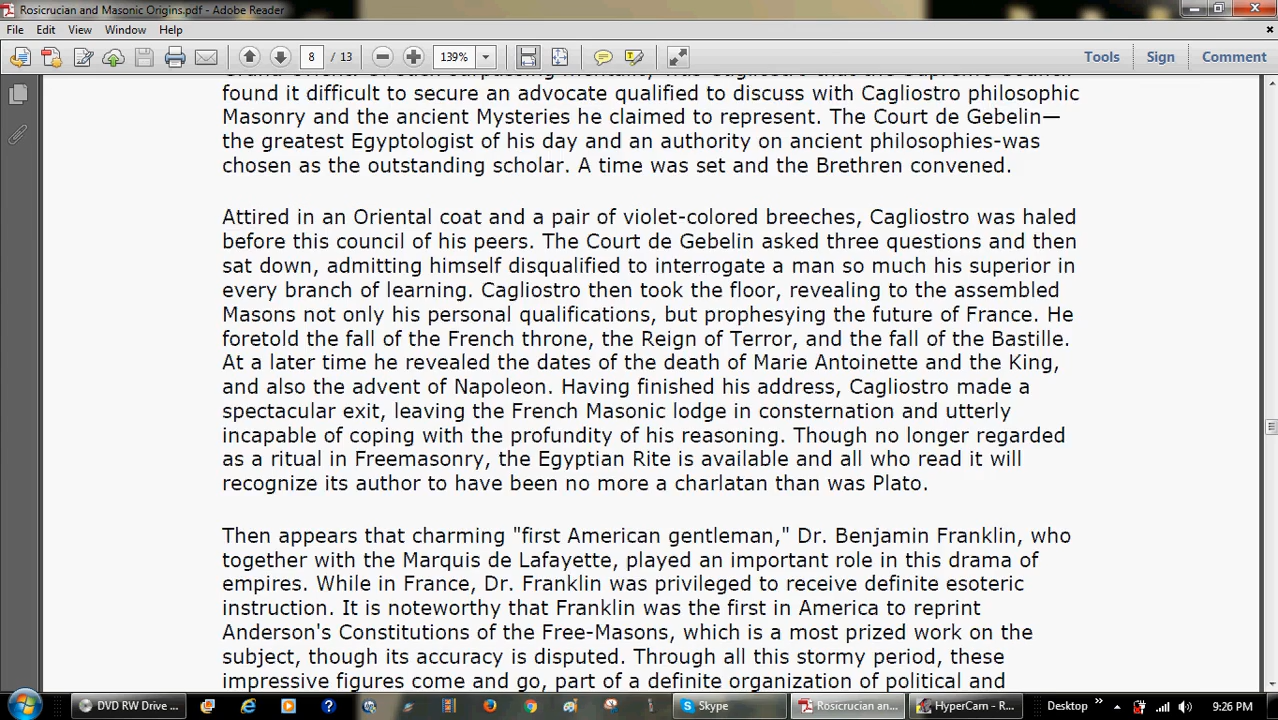 Rosicrucian and Masonic Origins.pdf - Adobe Reader
File Edit View Window Help
8 / 13 139% Tools Sign Comment
found it difficult to secure an advocate qualified to discuss with Cagliostro philosophic
Masonry and the ancient Mysteries he claimed to represent. The Court de Gebelin—
the greatest Egyptologist of his day and an authority on ancient philosophies-was
chosen as the outstanding scholar. A time was set and the Brethren convened.
Attired in an Oriental coat and a pair of violet-colored breeches, Cagliostro was haled
before this council of his peers. The Court de Gebelin asked three questions and then
sat down, admitting himself disqualified to interrogate a man so much his superior in
every branch of learning. Cagliostro then took the floor, revealing to the assembled
Masons not only his personal qualifications, but prophesying the future of France. He
foretold the fall of the French throne, the Reign of Terror, and the fall of the Bastille.
At a later time he revealed the dates of the death of Marie Antoinette and the King,
and also the advent of Napoleon. Having finished his address, Cagliostro made a
spectacular exit, leaving the French Masonic lodge in consternation and utterly
incapable of coping with the profundity of his reasoning. Though no longer regarded
as a ritual in Freemasonry, the Egyptian Rite is available and all who read it will
recognize its author to have been no more a charlatan than was Plato.
Then appears that charming "first American gentleman," Dr. Benjamin Franklin, who
together with the Marquis de Lafayette, played an important role in this drama of
empires. While in France, Dr. Franklin was privileged to receive definite esoteric
instruction. It is noteworthy that Franklin was the first in America to reprint
Anderson's Constitutions of the Free-Masons, which is a most prized work on the
subject, though its accuracy is disputed. Through all this stormy period, these
impressive figures come and go, part of a definite organization of political and
DVD RW Drive ... Skype Rosicrucian an... HyperCam - R... Desktop 9:26 PM